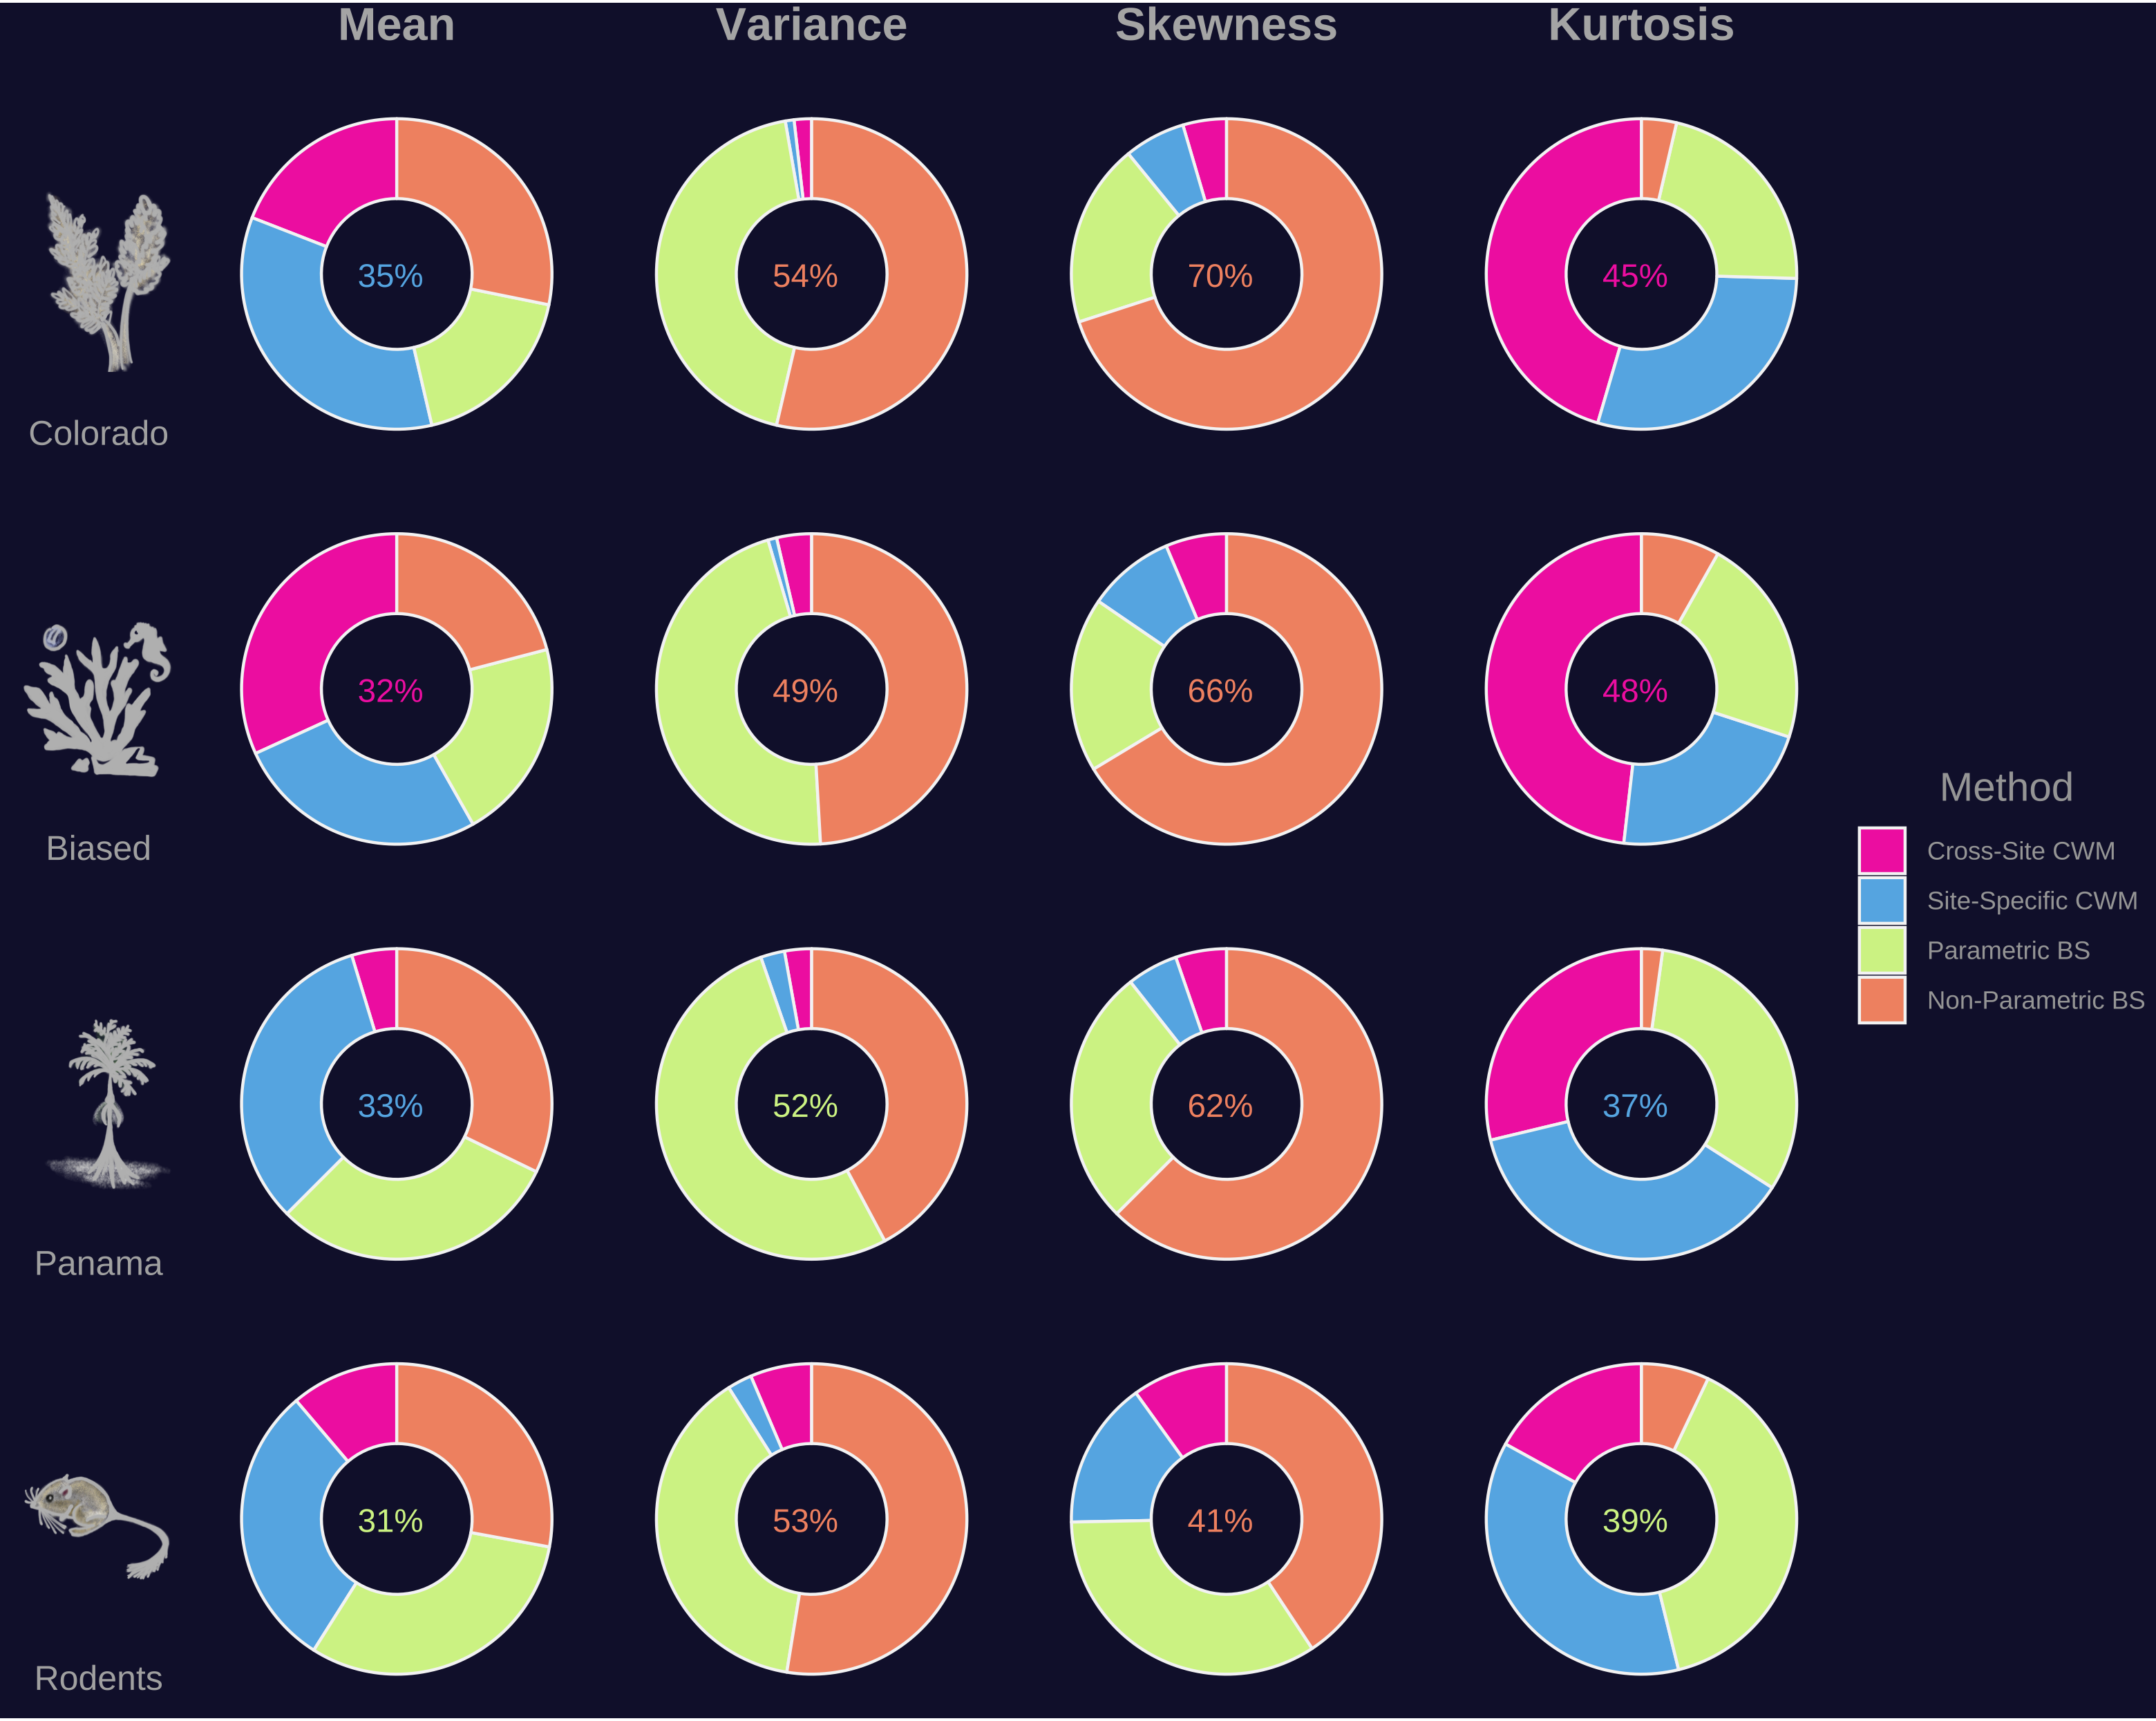 Mean Variance Skewness Kurtosis
35% 54% 70% 45%
Colorado
32% 49% 66% 48%
Biased
Method
Cross-Site CWM
Site-Specific CWM
Parametric BS
Non-Parametric BS
33% 52% 62% 37%
Panama
31% 53% 41% 39%
Rodents